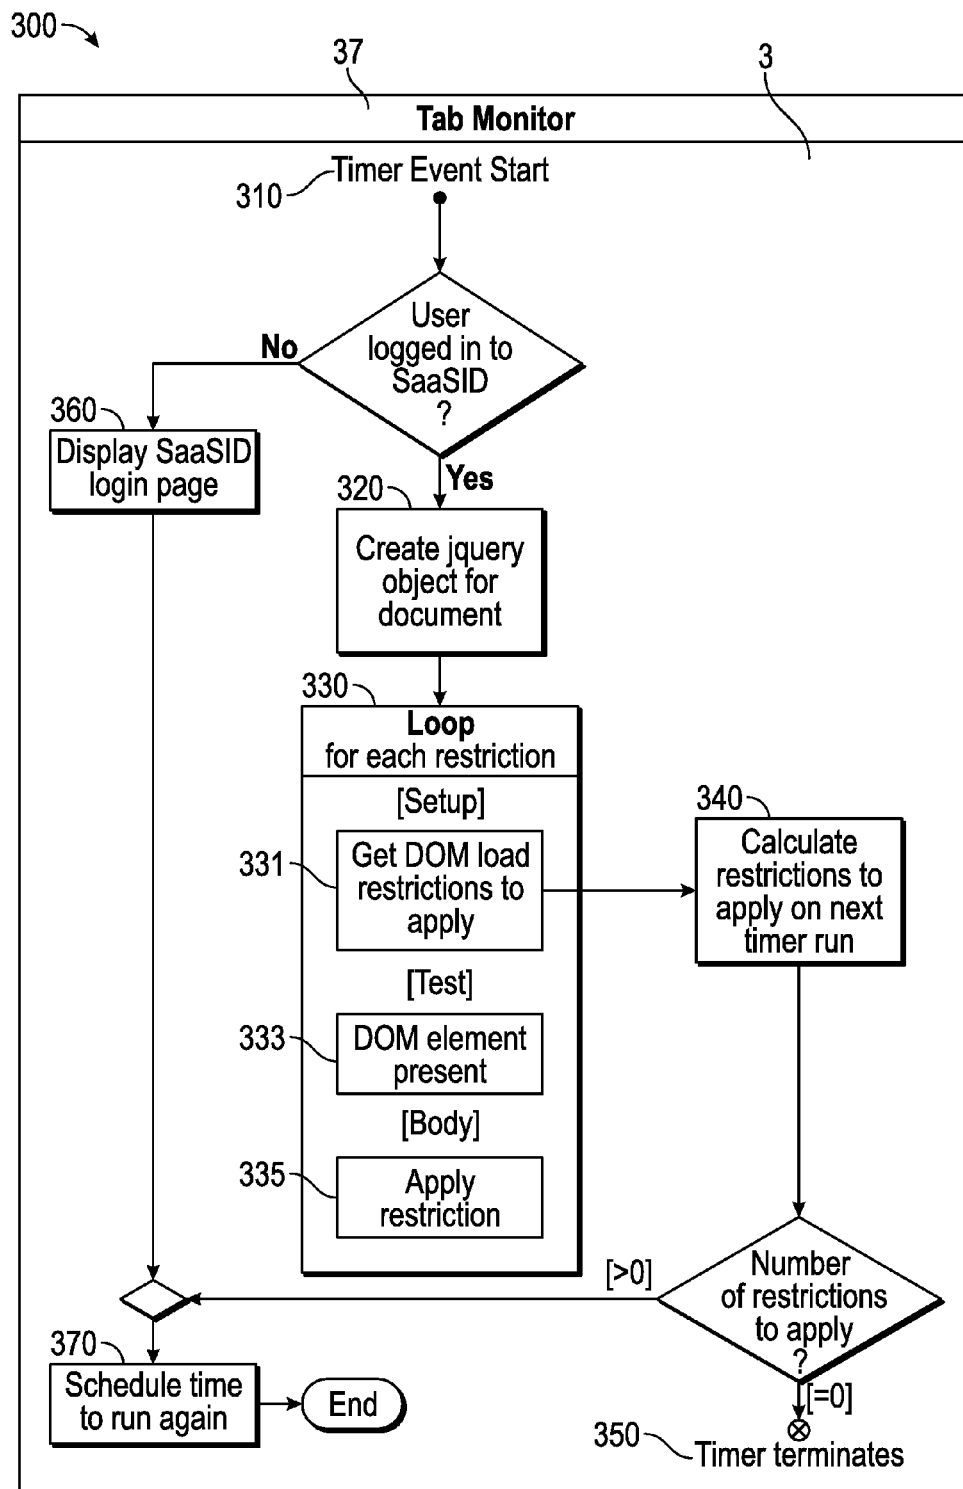 300
37
3
Tab Monitor
Timer Event Start
310
User
logged in to
SaaSID
?
No
Yes
360
Display SaaSID
login page
320
Create jquery
object for
document
330
Loop
for each restriction
[Setup]
331
Get DOM load
restrictions to
apply
340
Calculate
restrictions to
apply on next
timer run
[Test]
333
DOM element
present
[Body]
335
Apply
restriction
[>0]
Number
of restrictions
to apply
?
[=0]
370
Schedule time
to run again
End
350
Timer terminates